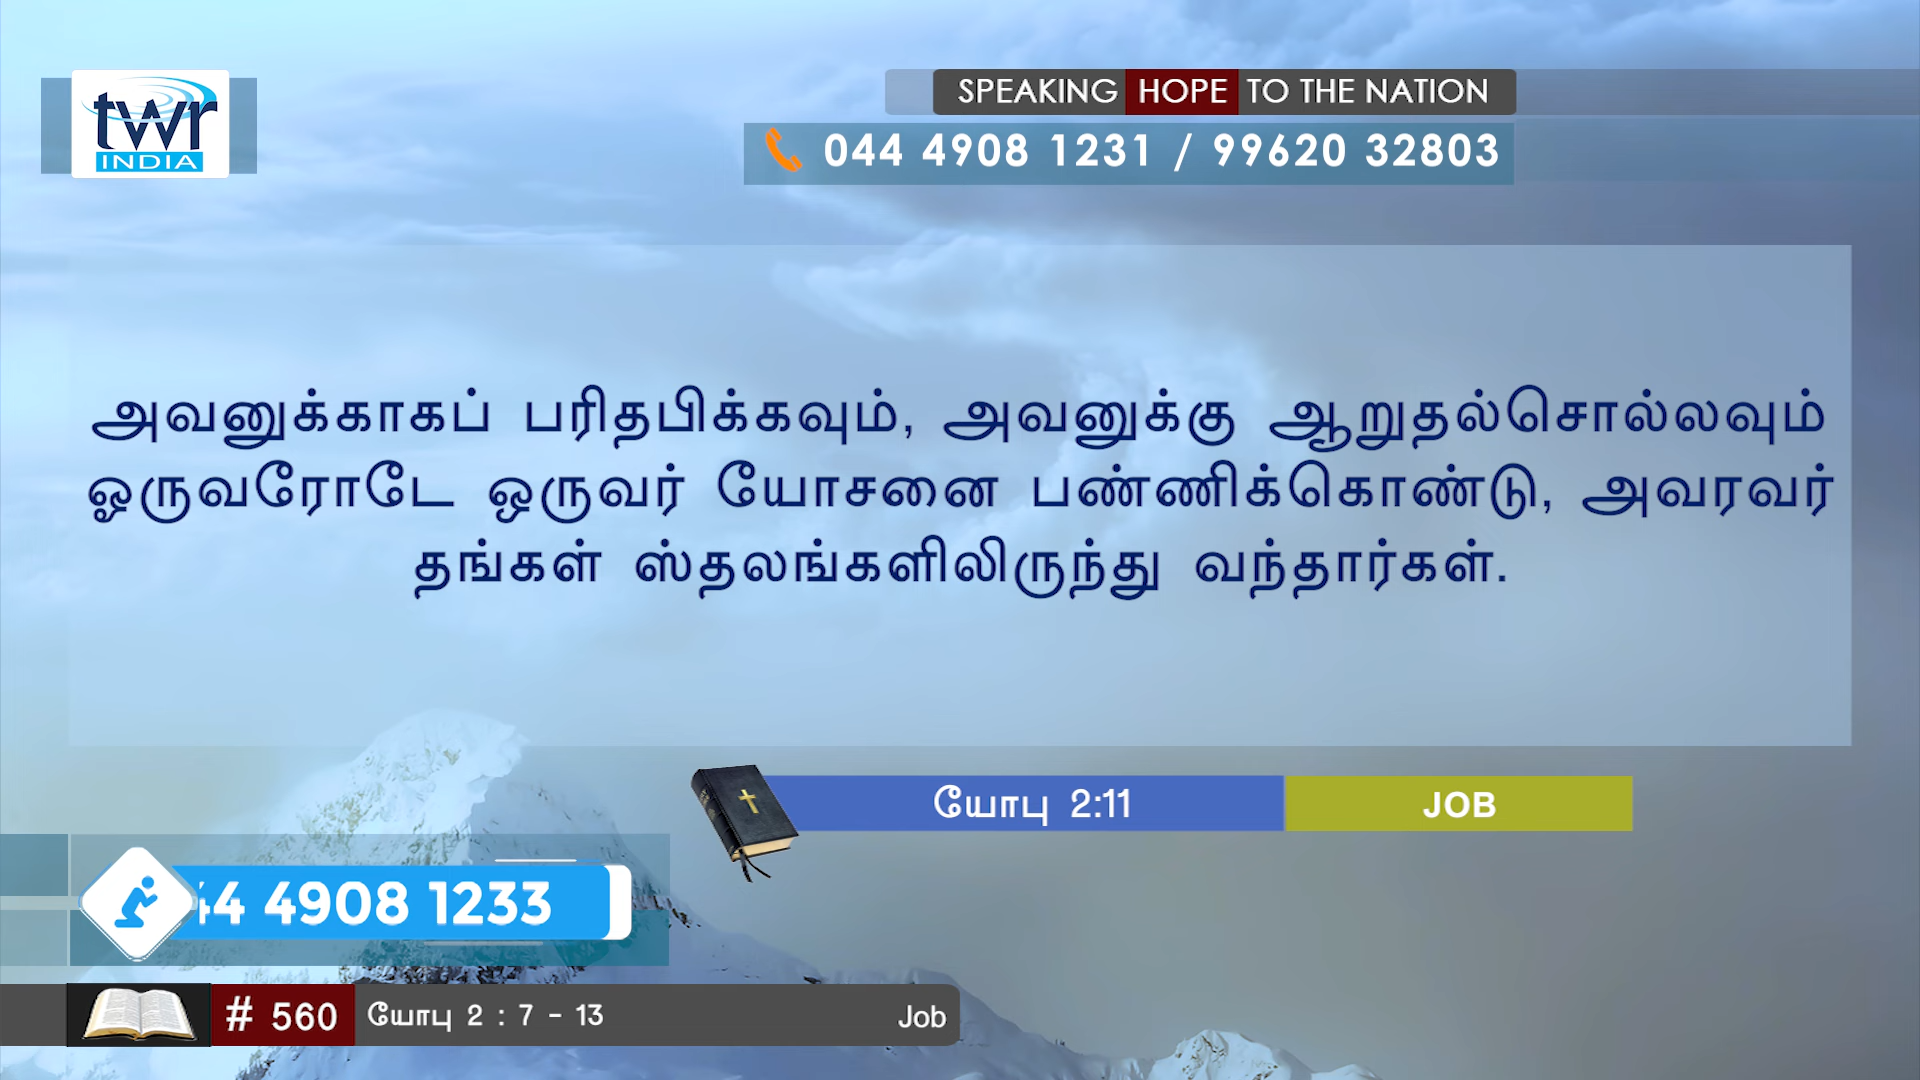 twr
INDIA
SPEAKING HOPE TO THE NATION
044 4908 1231 / 99620 32803
அவனுக்காகப் பரிதபிக்கவும், அவனுக்கு ஆறுதல்சொல்லவும்
ஓருவரோடே ஒருவர் யோசனை பண்ணிக்கொண்டு, அவரவர்
தங்கள் ஸ்தலங்களிலிருந்து வந்தார்கள்.
யோபு 2:11
JOB
44 4908 1233
# 560
யோபு 2 : 7 - 13
Job